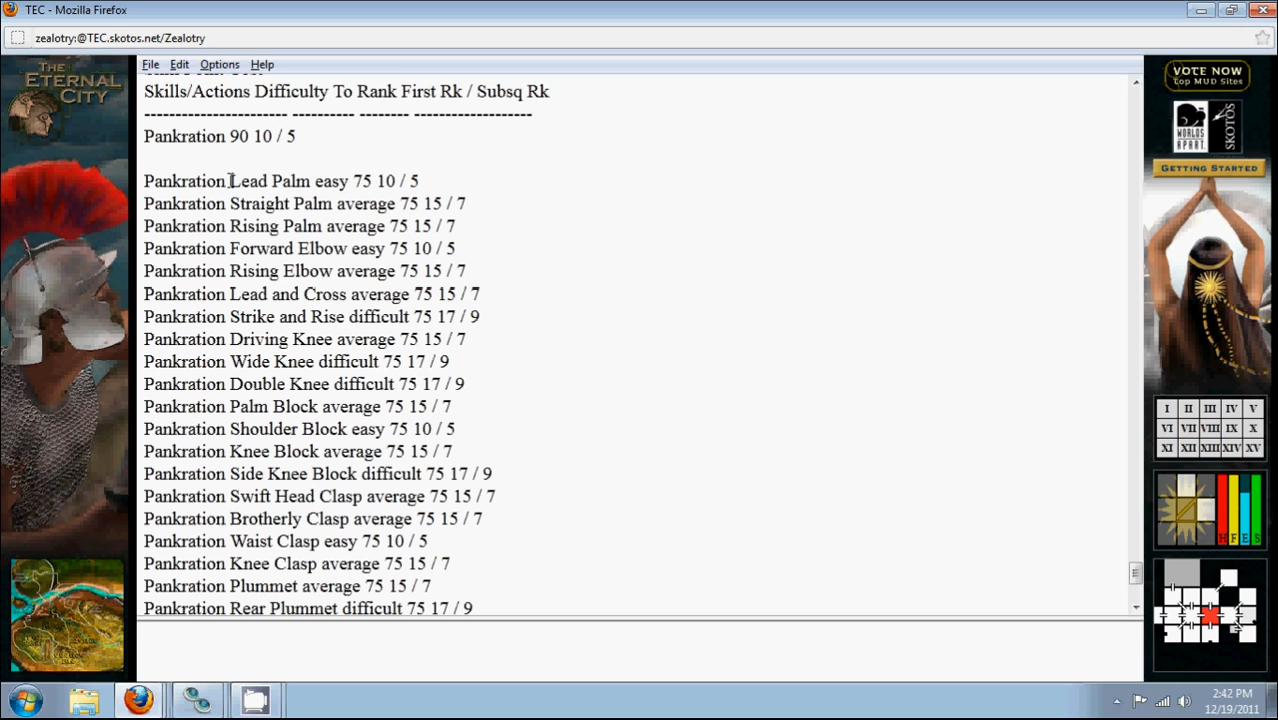 TEC - Mozilla Firefox
zealotry:@TEC.skotos.net/Zealotry
THE ETERNAL CITY
File Edit Options Help
Skills/Actions Difficulty To Rank First Rk / Subsq Rk
----------------------- ---------- -------- -------------------
Pankration 90 10 / 5
Pankration Lead Palm easy 75 10 / 5
Pankration Straight Palm average 75 15 / 7
Pankration Rising Palm average 75 15 / 7
Pankration Forward Elbow easy 75 10 / 5
Pankration Rising Elbow average 75 15 / 7
Pankration Lead and Cross average 75 15 / 7
Pankration Strike and Rise difficult 75 17 / 9
Pankration Driving Knee average 75 15 / 7
Pankration Wide Knee difficult 75 17 / 9
Pankration Double Knee difficult 75 17 / 9
Pankration Palm Block average 75 15 / 7
Pankration Shoulder Block easy 75 10 / 5
Pankration Knee Block average 75 15 / 7
Pankration Side Knee Block difficult 75 17 / 9
Pankration Swift Head Clasp average 75 15 / 7
Pankration Brotherly Clasp average 75 15 / 7
Pankration Waist Clasp easy 75 10 / 5
Pankration Knee Clasp average 75 15 / 7
Pankration Plummet average 75 15 / 7
Pankration Rear Plummet difficult 75 17 / 9
VOTE NOW
Top MUD Sites
WORLDS APART
SKOTOS
GETTING STARTED
I II III IV V
VI VII VIII IX X
XI XII XIII XIV XV
H F E S
2:42 PM
12/19/2011